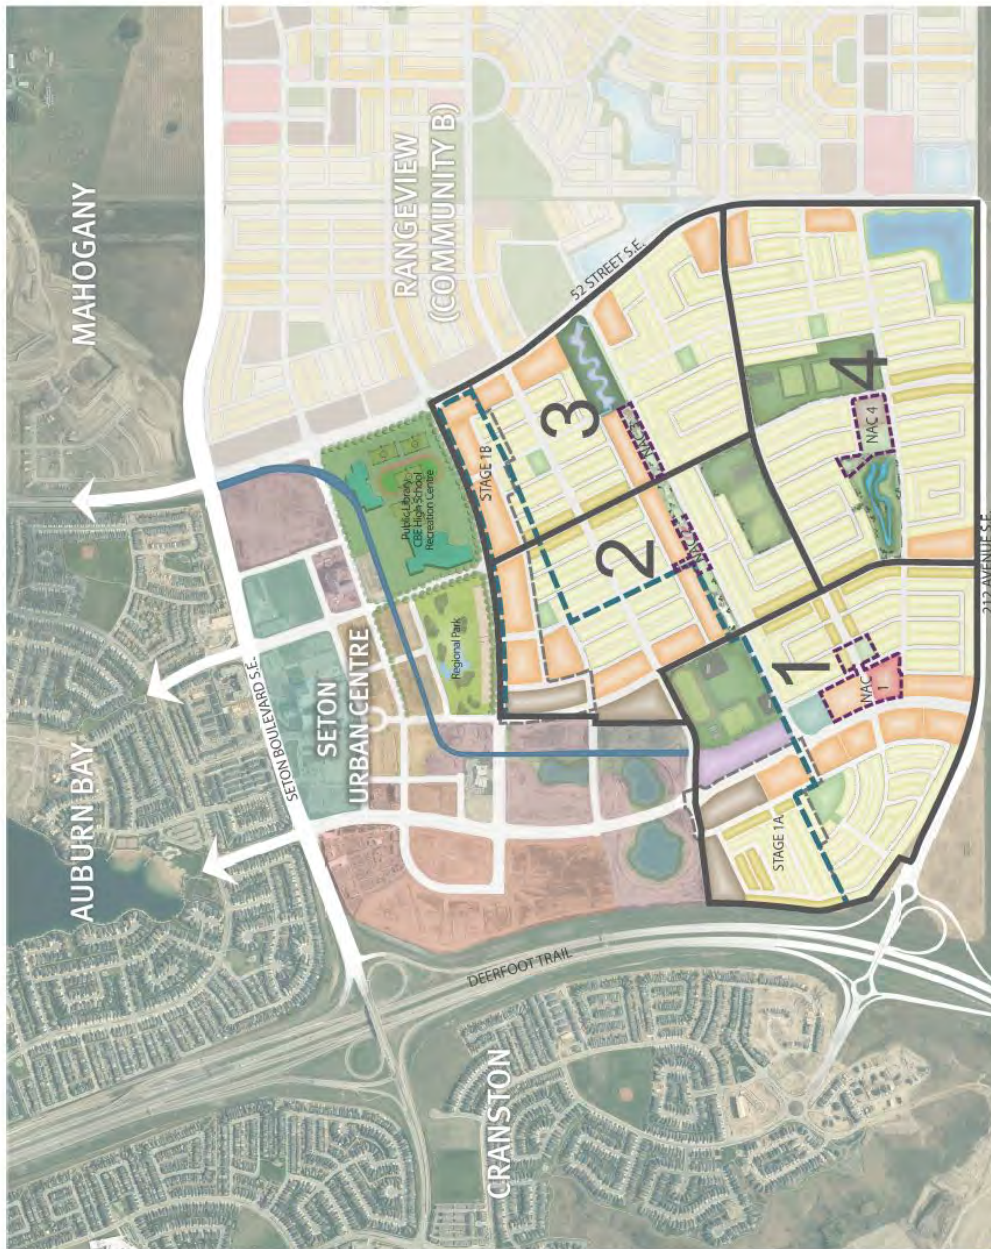 MAHOGANY
AUBURN BAY
SETON BOULEVARD S.E.
SETON
URBAN CENTRE
Public Library
CBE High School
Recreation Centre
Regional Park
RANGEVIEW
(COMMUNITY B)
DEERFOOT TRAIL
CRANSTON
STAGE 1B
52 STREET S.E.
3
2
NAC
NAC
STAGE 1A
1
NAC
1
4
NAC 4
212 AVENUE S.E.